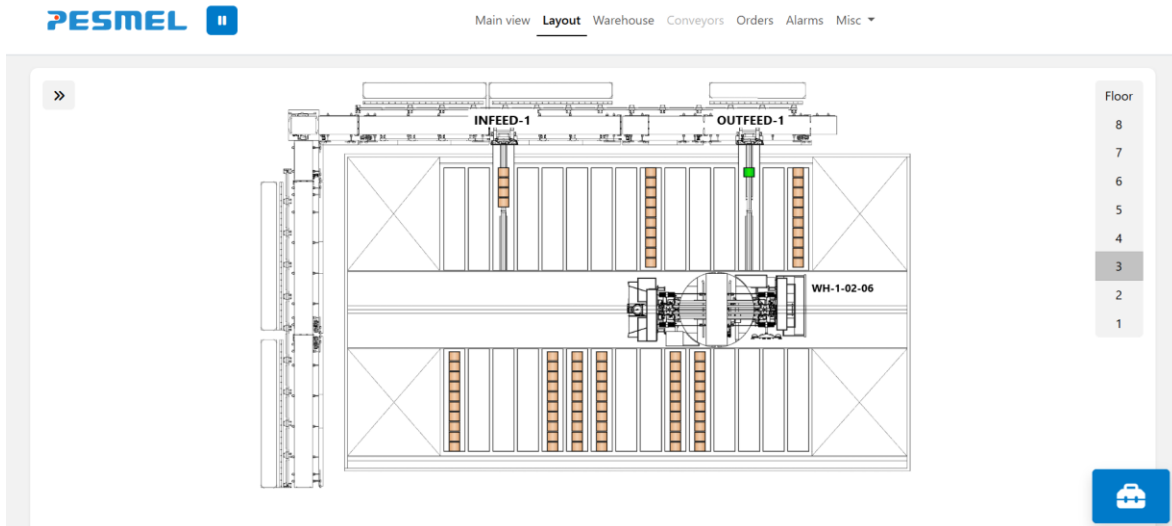 PESMEL
Main view Layout Warehouse Conveyors Orders Alarms Misc
Floor
INFEED-1 OUTFEED-1
8
7
6
5
4
3
WH-1-02-06
2
1